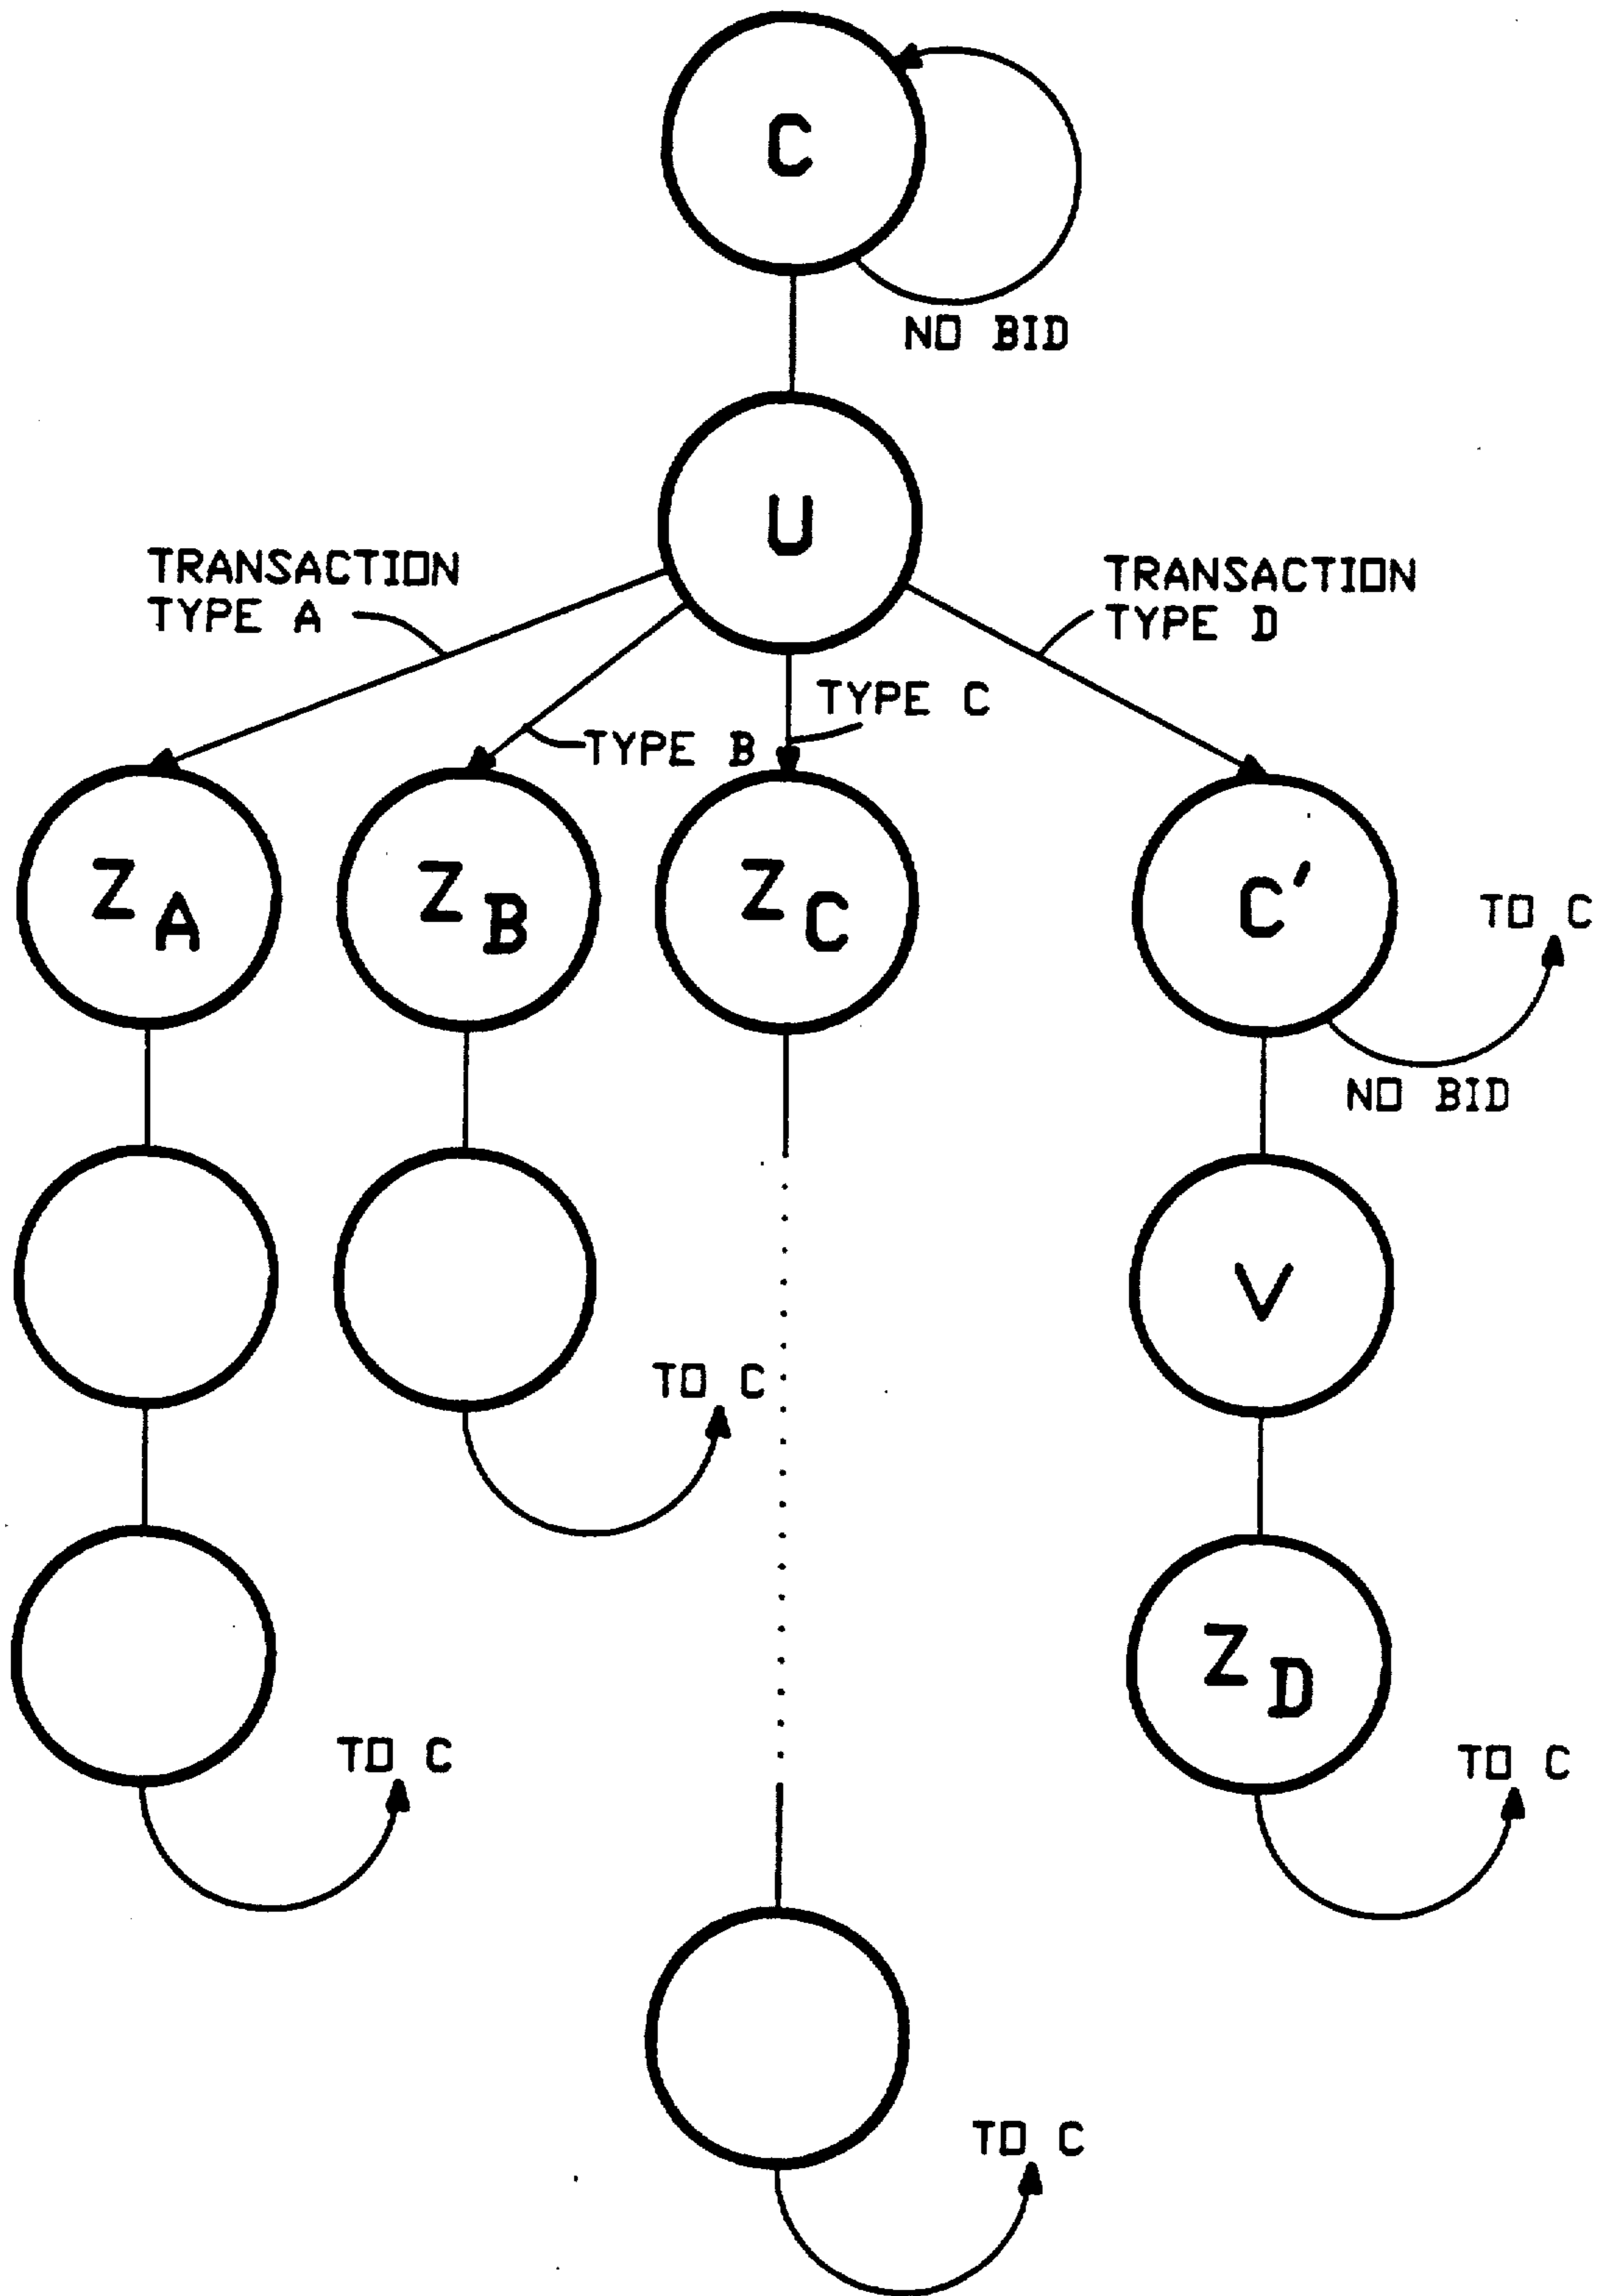 C
NO BID
U
TRANSACTION
TYPE A
TRANSACTION
TYPE D
TYPE C
TYPE B
Z A
Z B
Z C
C′
TO C
NO BID
V
TO C
Z D
TO C
TO C
TO C